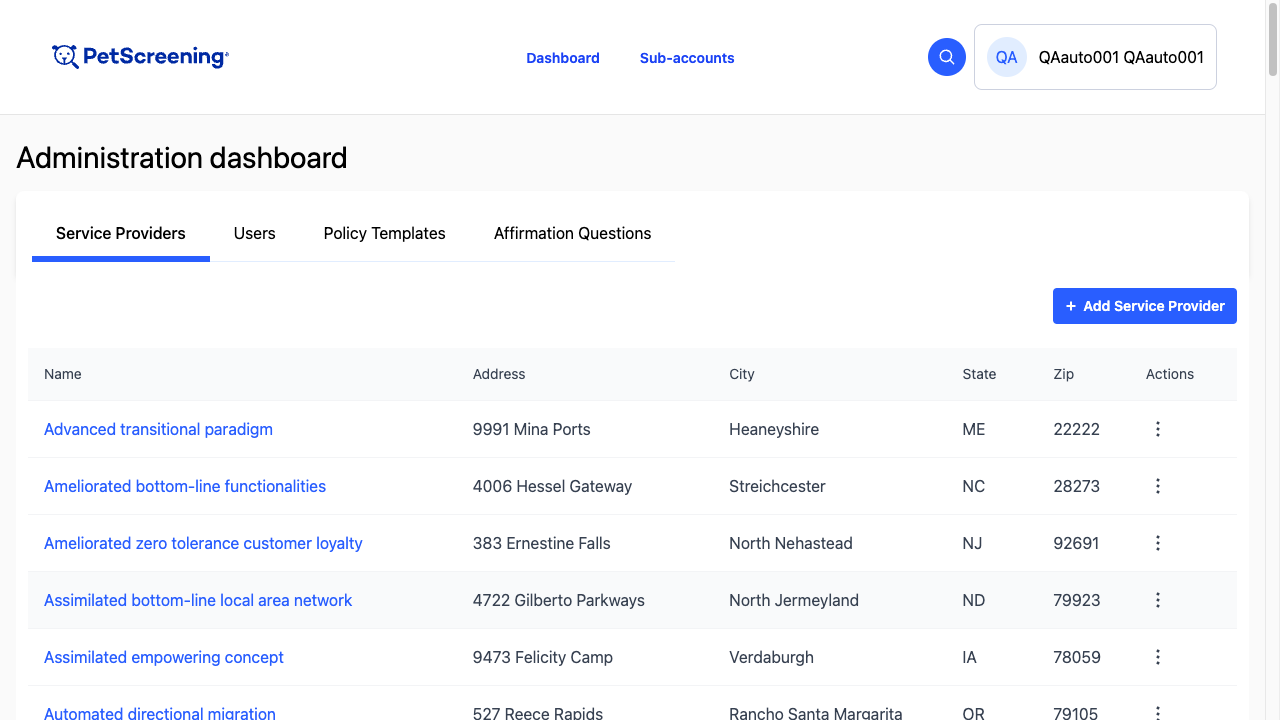 PetScreening
Dashboard
Sub-accounts
QA
QAauto001 QAauto001
Administration dashboard
Service Providers
Users
Policy Templates
Affirmation Questions
+ Add Service Provider
Name Address City State Zip Actions
Advanced transitional paradigm 9991 Mina Ports Heaneyshire ME 22222
Ameliorated bottom-line functionalities 4006 Hessel Gateway Streichcester NC 28273
Ameliorated zero tolerance customer loyalty 383 Ernestine Falls North Nehastead NJ 92691
Assimilated bottom-line local area network 4722 Gilberto Parkways North Jermeyland ND 79923
Assimilated empowering concept 9473 Felicity Camp Verdaburgh IA 78059
Automated directional migration 527 Reece Rapids Rancho Santa Margarita OR 79105